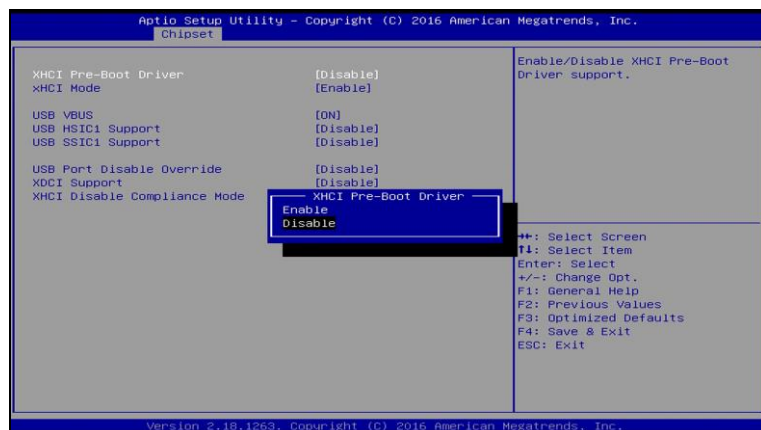 Aptio Setup Utility - Copyright (C) 2016 American Megatrends, Inc.
Chipset
XHCI Pre-Boot Driver [Disable]
xHCI Mode [Enable]
USB VBUS [ON]
USB HSIC1 Support [Disable]
USB SSIC1 Support [Disable]
USB Port Disable Override [Disable]
XDCI Support [Disable]
XHCI Disable Compliance Mode
XHCI Pre-Boot Driver
Enable
Disable
Enable/Disable XHCI Pre-Boot
Driver support.
→←: Select Screen
↑↓: Select Item
Enter: Select
+/-: Change Opt.
F1: General Help
F2: Previous Values
F3: Optimized Defaults
F4: Save & Exit
ESC: Exit
Version 2.18.1263. Copyright (C) 2016 American Megatrends, Inc.